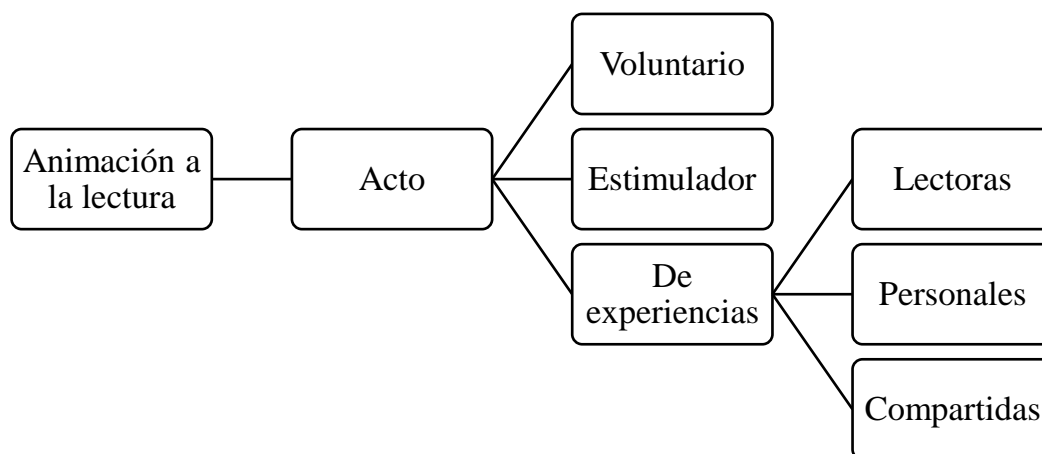 Animación a
la lectura
Acto
Voluntario
Estimulador
De
experiencias
Lectoras
Personales
Compartidas